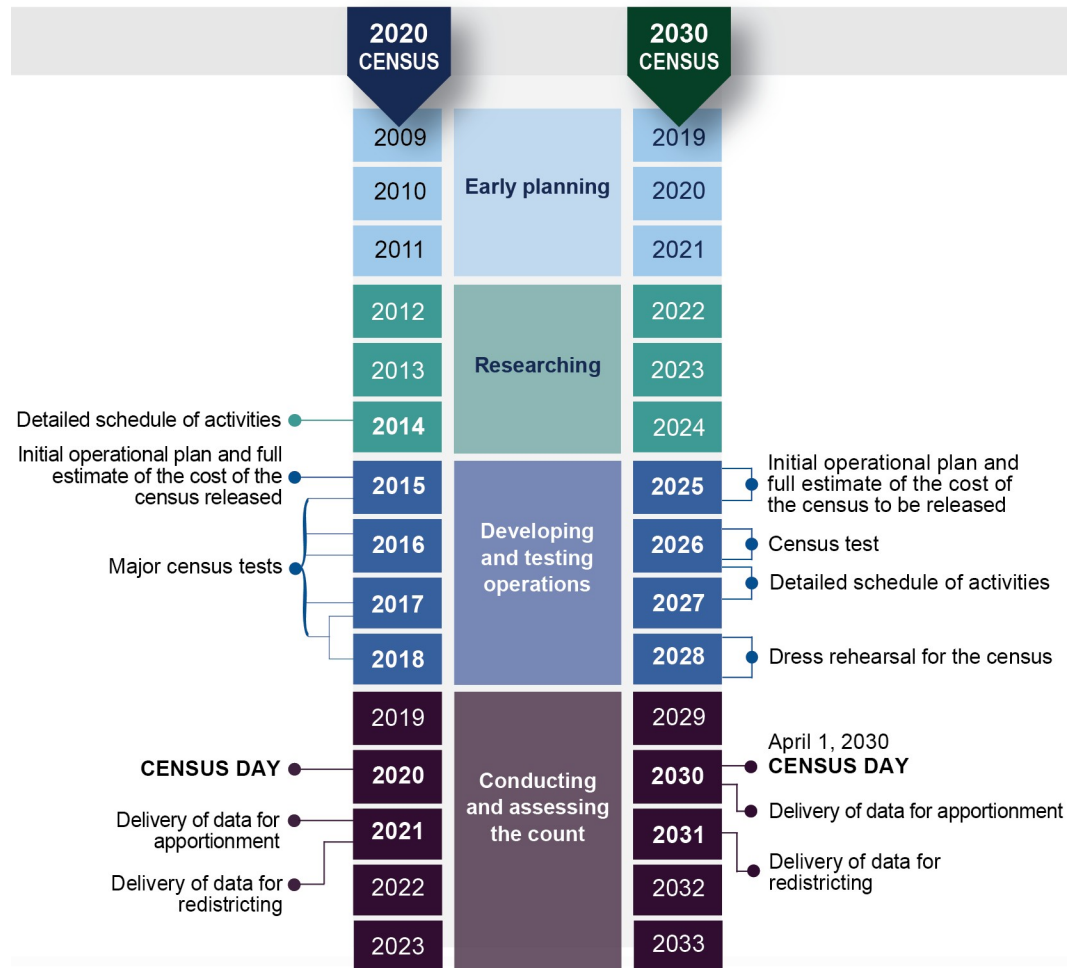 2020
CENSUS
2030
CENSUS
2009
2019
Early planning
2010
2020
2011
2021
2012
2022
Researching
2013
2023
Detailed schedule of activities
2014
2024
Initial operational plan and full
estimate of the cost of the
census released
2015
2025
Initial operational plan and
full estimate of the cost of
the census to be released
Developing
and testing
operations
Major census tests
2016
2026
Census test
2017
2027
Detailed schedule of activities
2018
2028
Dress rehearsal for the census
2019
2029
CENSUS DAY
2020
2030
April 1, 2030
CENSUS DAY
Conducting
and assessing
the count
Delivery of data for apportionment
Delivery of data for
apportionment
2021
2031
Delivery of data for
redistricting
Delivery of data for
redistricting
2022
2032
2023
2033